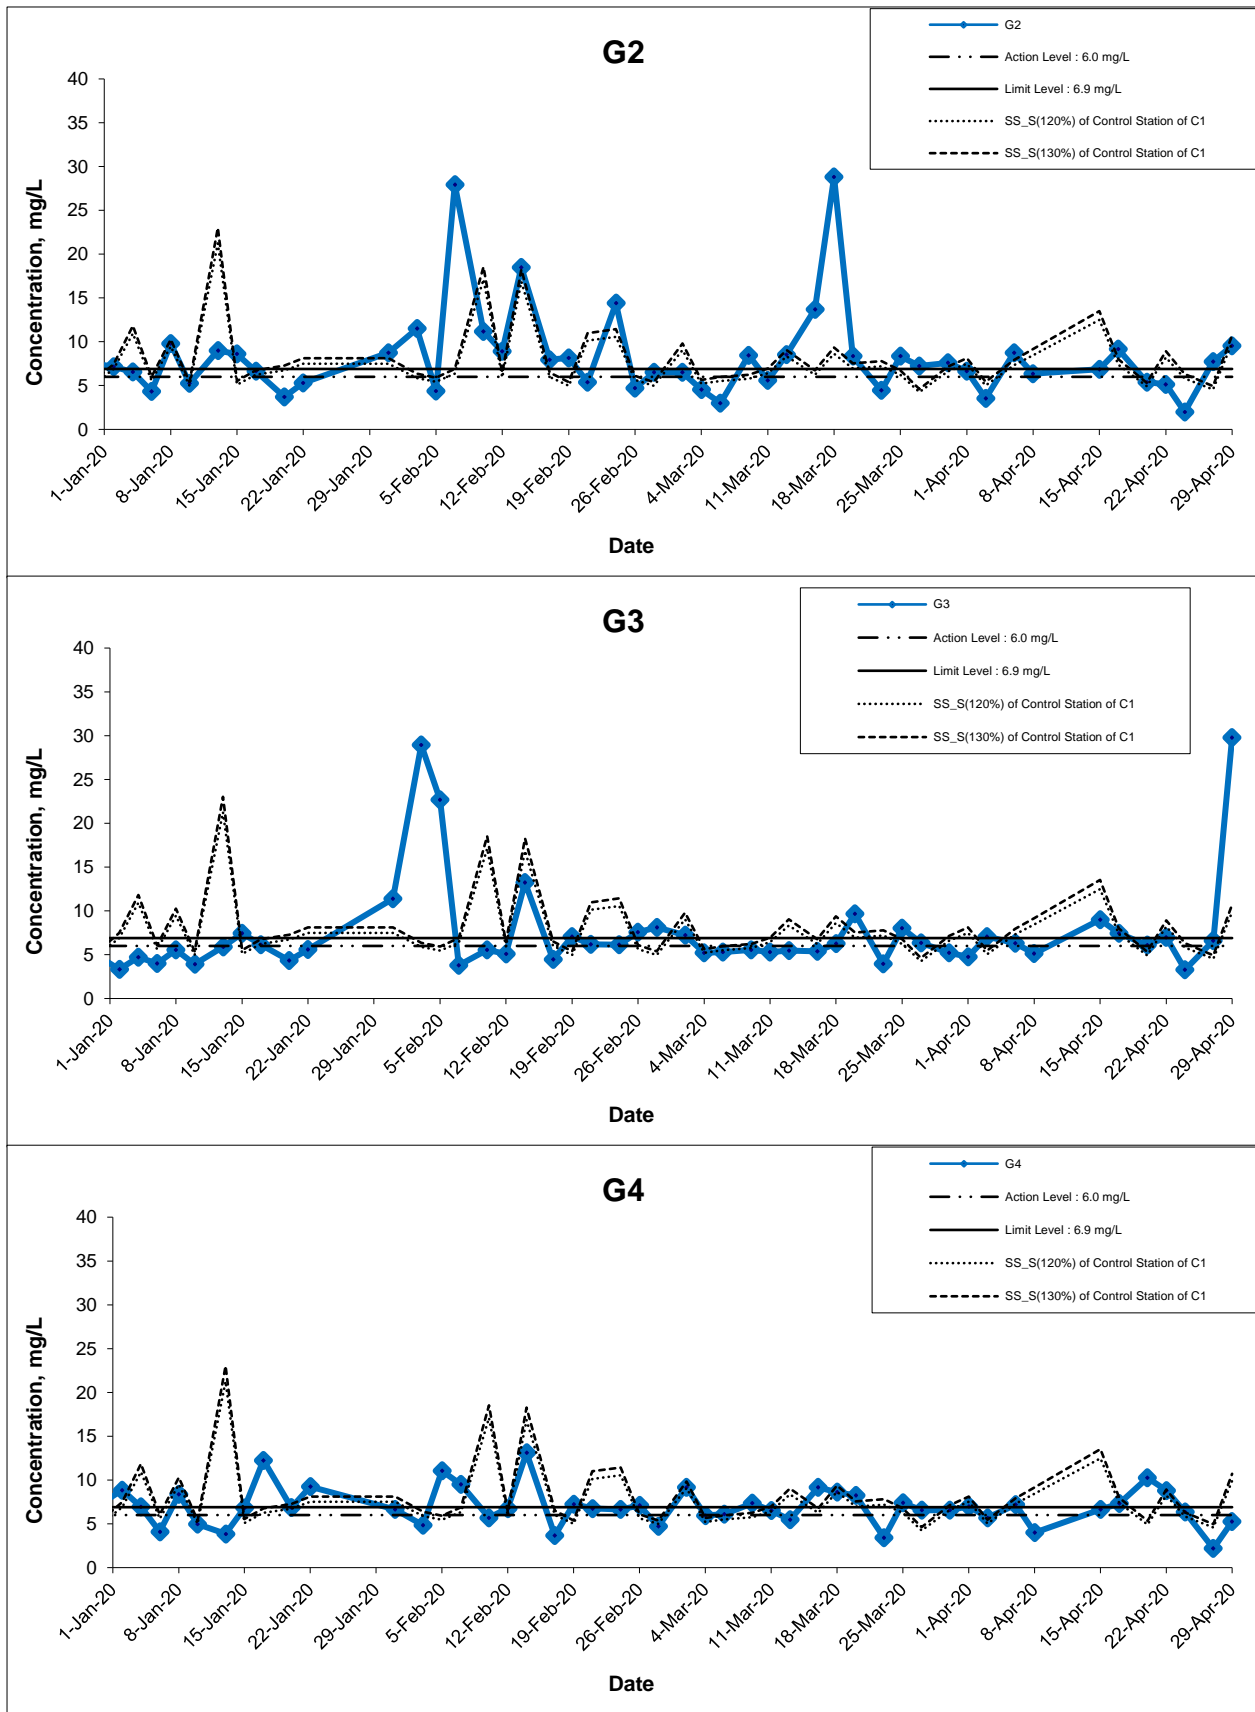 G2
G2
Action Level : 6.0 mg/L
Limit Level : 6.9 mg/L
SS_S(120%) of Control Station of C1
SS_S(130%) of Control Station of C1
Concentration, mg/L
40
35
30
25
20
15
10
5
0
1-Jan-20
8-Jan-20
15-Jan-20
22-Jan-20
29-Jan-20
5-Feb-20
12-Feb-20
19-Feb-20
26-Feb-20
4-Mar-20
11-Mar-20
18-Mar-20
25-Mar-20
1-Apr-20
8-Apr-20
15-Apr-20
22-Apr-20
29-Apr-20
Date
G3
G3
Action Level : 6.0 mg/L
Limit Level : 6.9 mg/L
SS_S(120%) of Control Station of C1
SS_S(130%) of Control Station of C1
Concentration, mg/L
40
35
30
25
20
15
10
5
0
1-Jan-20
8-Jan-20
15-Jan-20
22-Jan-20
29-Jan-20
5-Feb-20
12-Feb-20
19-Feb-20
26-Feb-20
4-Mar-20
11-Mar-20
18-Mar-20
25-Mar-20
1-Apr-20
8-Apr-20
15-Apr-20
22-Apr-20
29-Apr-20
Date
G4
G4
Action Level : 6.0 mg/L
Limit Level : 6.9 mg/L
SS_S(120%) of Control Station of C1
SS_S(130%) of Control Station of C1
Concentration, mg/L
40
35
30
25
20
15
10
5
0
1-Jan-20
8-Jan-20
15-Jan-20
22-Jan-20
29-Jan-20
5-Feb-20
12-Feb-20
19-Feb-20
26-Feb-20
4-Mar-20
11-Mar-20
18-Mar-20
25-Mar-20
1-Apr-20
8-Apr-20
15-Apr-20
22-Apr-20
29-Apr-20
Date